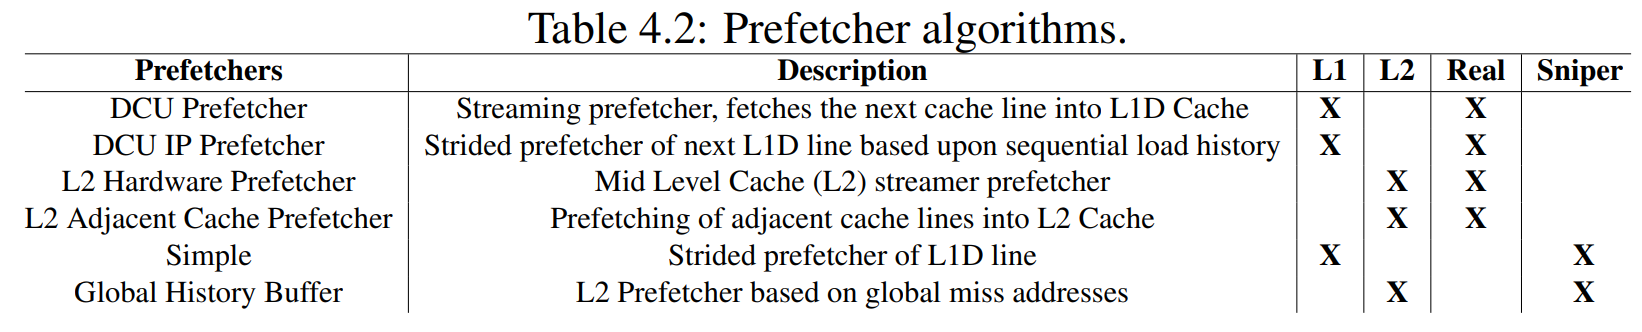 Table 4.2: Prefetcher algorithms.
Prefetchers Description L1 L2 Real Sniper
DCU Prefetcher Streaming prefetcher, fetches the next cache line into L1D Cache X X
DCU IP Prefetcher Strided prefetcher of next L1D line based upon sequential load history X X
L2 Hardware Prefetcher Mid Level Cache (L2) streamer prefetcher X X
L2 Adjacent Cache Prefetcher Prefetching of adjacent cache lines into L2 Cache X X
Simple Strided prefetcher of L1D line X X
Global History Buffer L2 Prefetcher based on global miss addresses X X